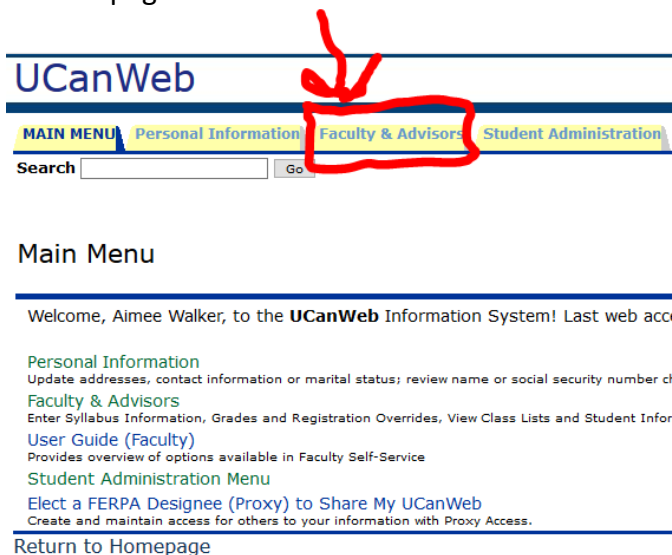 UCanWeb
MAIN MENU Personal Information Faculty & Advisors Student Administration
Search Go
Main Menu
Welcome, Aimee Walker, to the UCanWeb Information System! Last web acce
Personal Information
Update addresses, contact information or marital status; review name or social security number ch
Faculty & Advisors
Enter Syllabus Information, Grades and Registration Overrides, View Class Lists and Student Infor
User Guide (Faculty)
Provides overview of options available in Faculty Self-Service
Student Administration Menu
Elect a FERPA Designee (Proxy) to Share My UCanWeb
Create and maintain access for others to your information with Proxy Access.
Return to Homepage